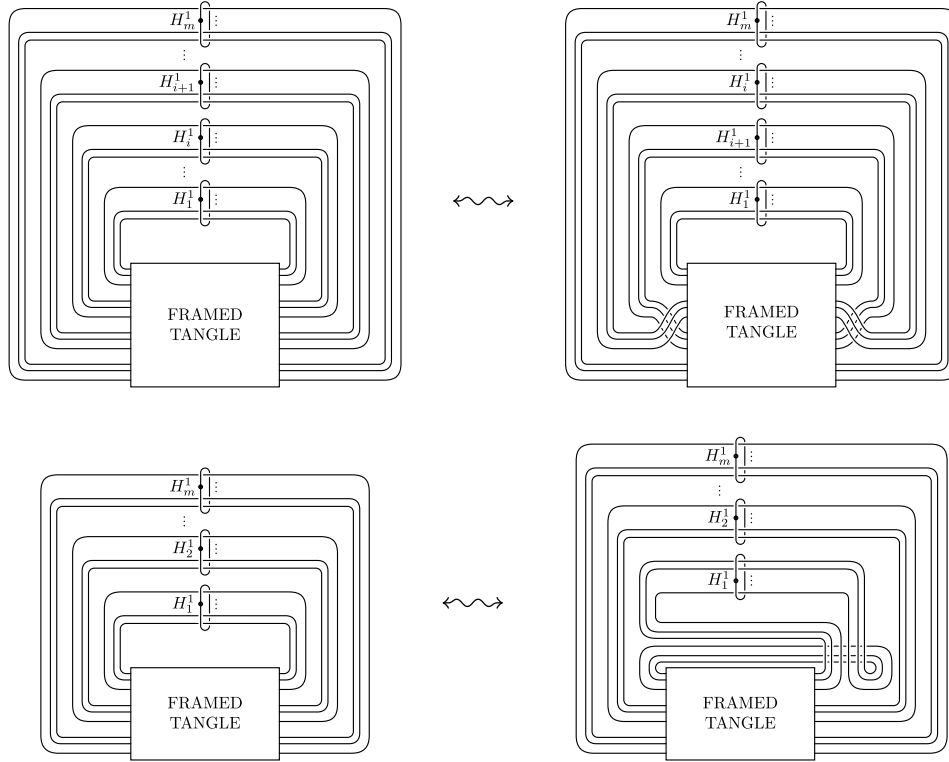 H^1_m
H^1_m
⋮
⋮
H^1_{i+1}
H^1_i
H^1_i
H^1_{i+1}
⋮
⋮
H^1_1
H^1_1
FRAMED
TANGLE
FRAMED
TANGLE
H^1_m
H^1_m
⋮
⋮
H^1_2
H^1_2
H^1_1
H^1_1
FRAMED
TANGLE
FRAMED
TANGLE